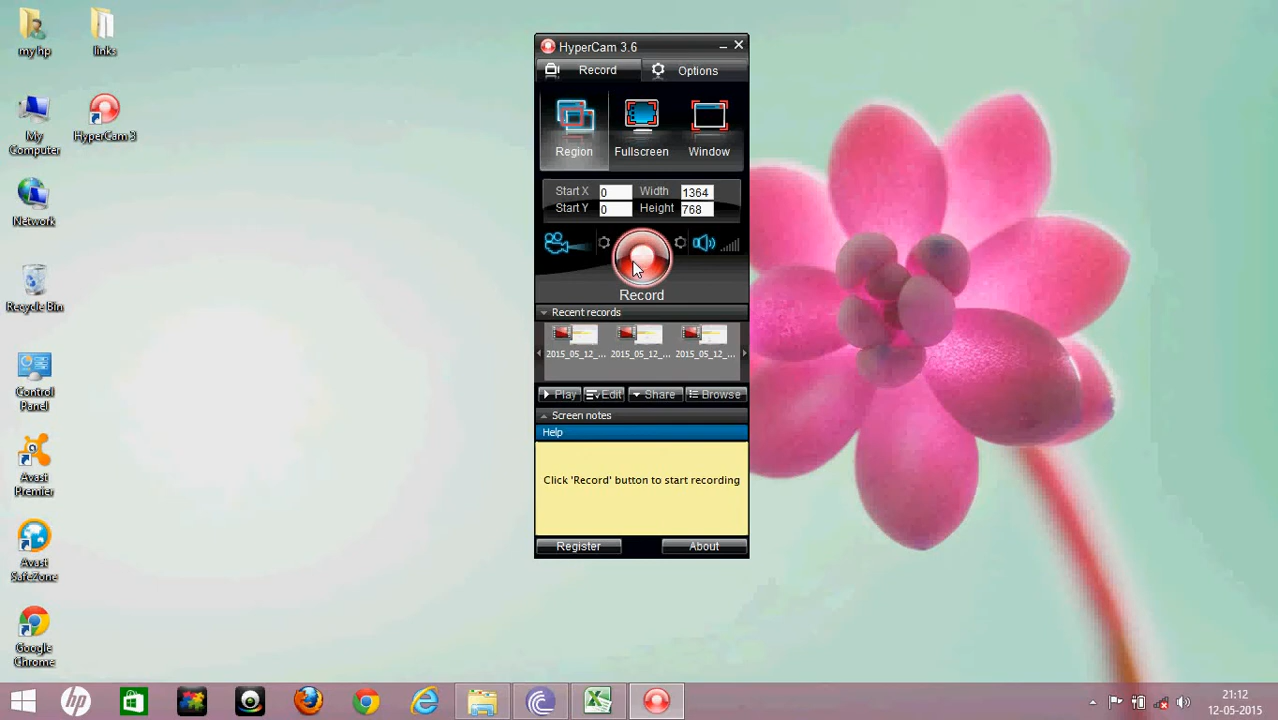 my hp
links
My
Computer
HyperCam 3
Network
Recycle Bin
Control
Panel
Avast
Premier
Avast
SafeZone
Google
Chrome
HyperCam 3.6
Record
Options
Region
Fullscreen
Window
Start X 0 Width 1364
Start Y 0 Height 768
Record
Recent records
2015_05_12_... 2015_05_12_... 2015_05_12_...
Play Edit Share Browse
Screen notes
Help
Click 'Record' button to start recording
Register About
hp
21:12
12-05-2015